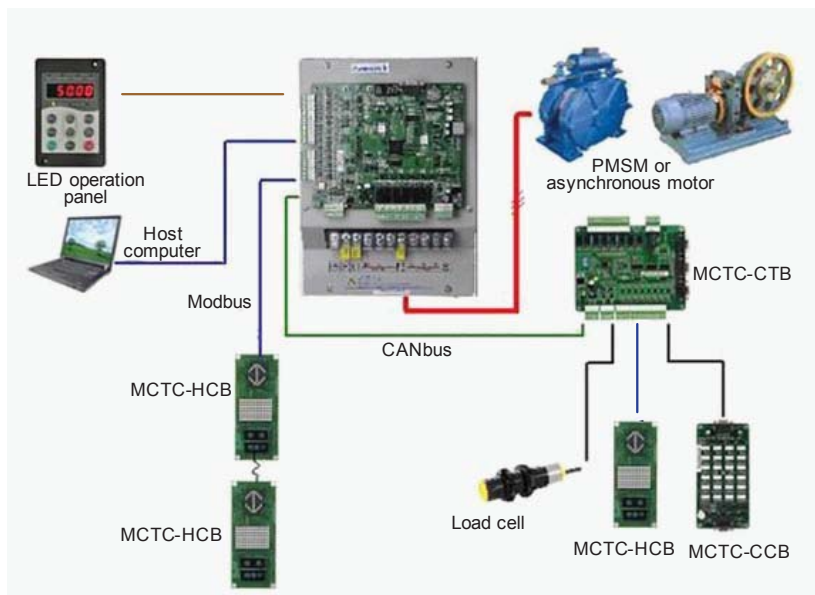 5000
LED operation
panel
PMSM or
asynchronous motor
Host
computer
MCTC-CTB
Modbus
CANbus
MCTC-HCB
MCTC-HCB
Load cell
MCTC-HCB
MCTC-CCB